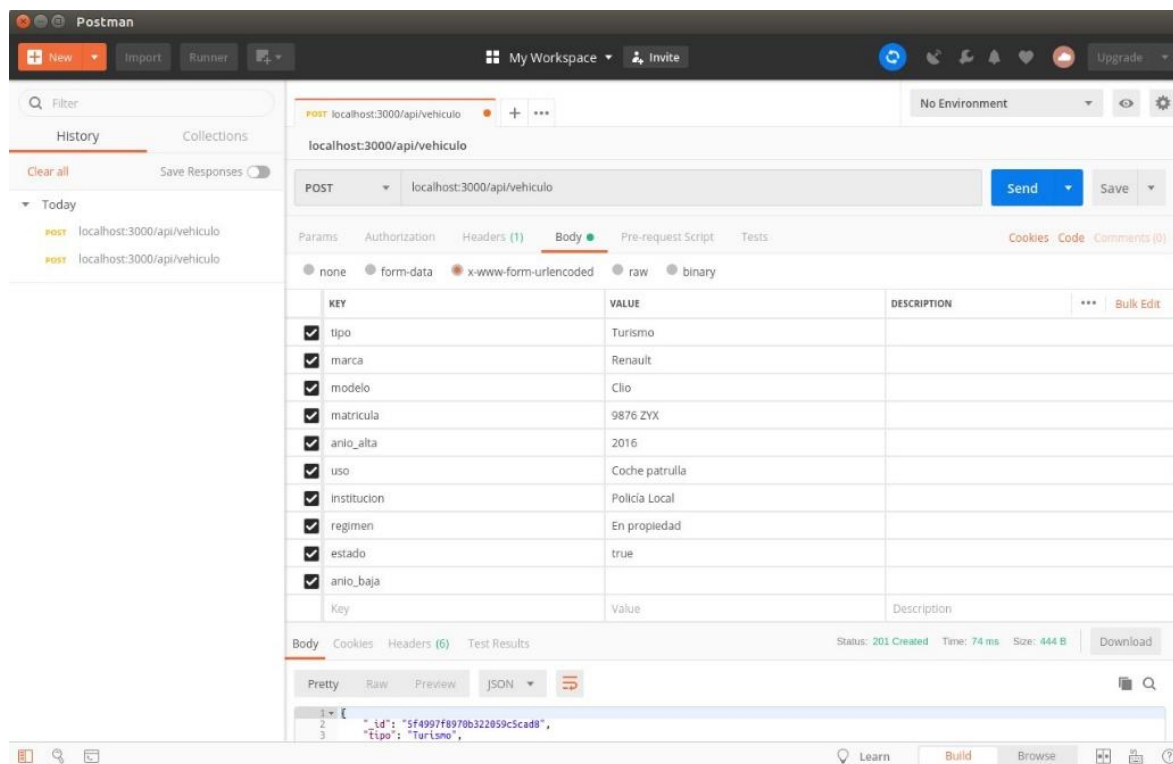 Postman
New Import Runner My Workspace Invite Upgrade
Filter
History Collections
Clear all Save Responses
Today
POST localhost:3000/api/vehiculo
POST localhost:3000/api/vehiculo
POST localhost:3000/api/vehiculo + ••• No Environment
localhost:3000/api/vehiculo
POST localhost:3000/api/vehiculo Send Save
Params Authorization Headers (1) Body Pre-request Script Tests Cookies Code Comments (0)
none form-data x-www-form-urlencoded raw binary
KEY VALUE DESCRIPTION ••• Bulk Edit
tipo Turismo
marca Renault
modelo Clio
matricula 9876 ZYX
anio_alta 2016
uso Coche patrulla
institucion Policía Local
regimen En propiedad
estado true
anio_baja
Key Value Description
Body Cookies Headers (6) Test Results Status: 201 Created Time: 74 ms Size: 444 B Download
Pretty Raw Preview JSON
1 {
2 "_id": "5f4997f8970b322059c5cad8",
3 "tipo": "Turismo",
Learn Build Browse